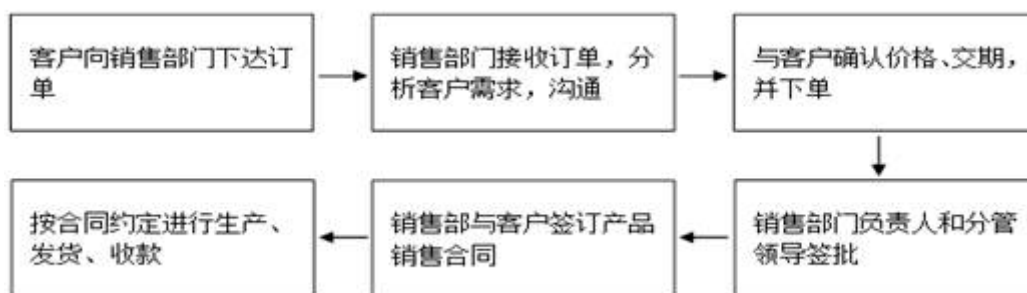 客户向销售部门下达订
单
销售部门接收订单，分
析客户需求，沟通
与客户确认价格、交期，
并下单
销售部门负责人和分管
领导签批
销售部与客户签订产品
销售合同
按合同约定进行生产、
发货、收款